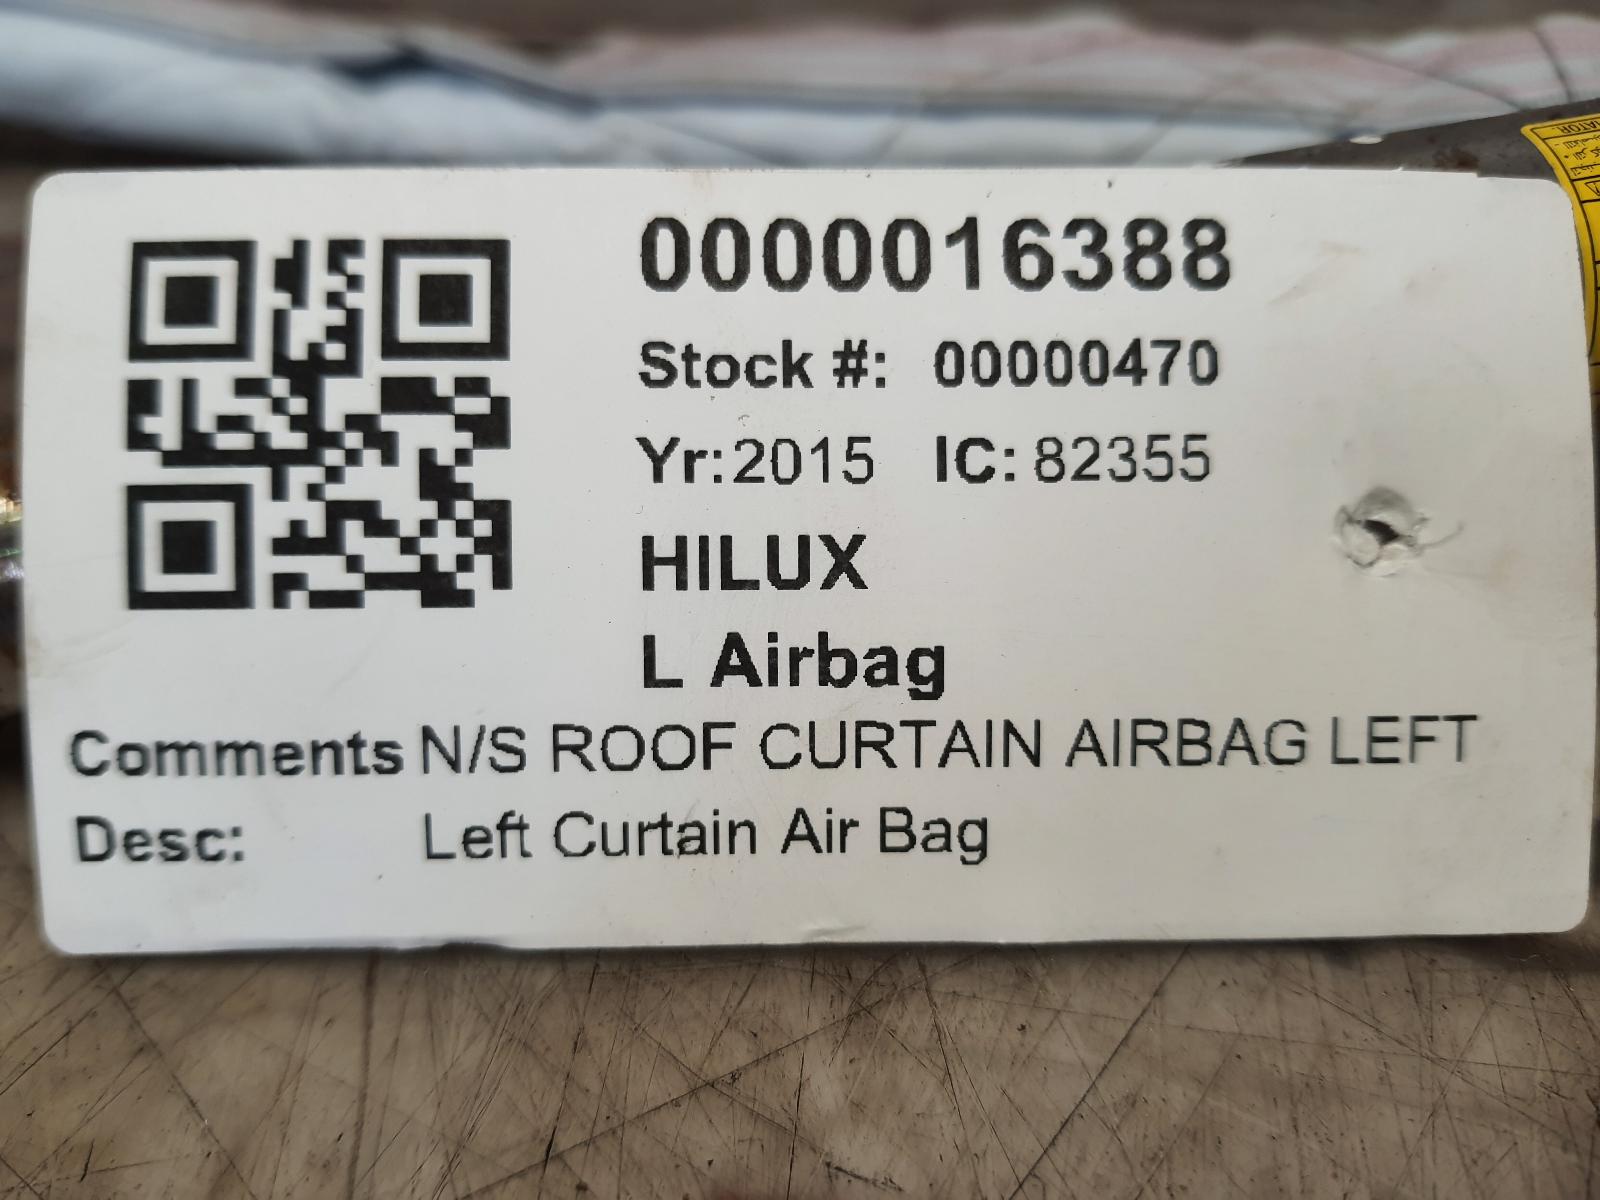 0000016388
Stock #: 00000470
Yr:2015 IC: 82355
HILUX
L Airbag
Comments N/S ROOF CURTAIN AIRBAG LEFT
Desc: Left Curtain Air Bag